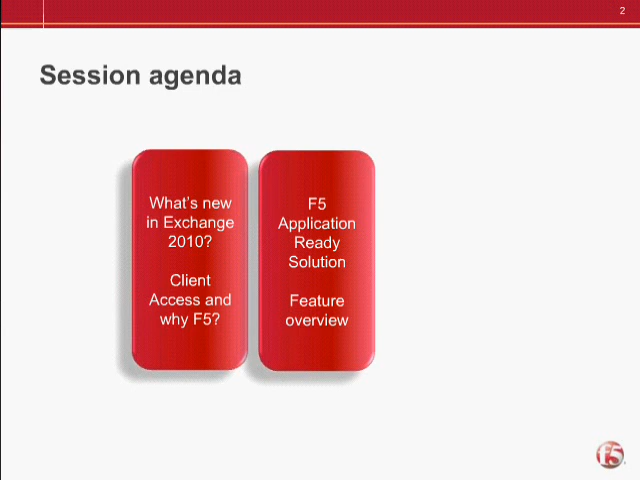 2
Session agenda
What's new
in Exchange
2010?
Client
Access and
why F5?
F5
Application
Ready
Solution
Feature
overview
f5